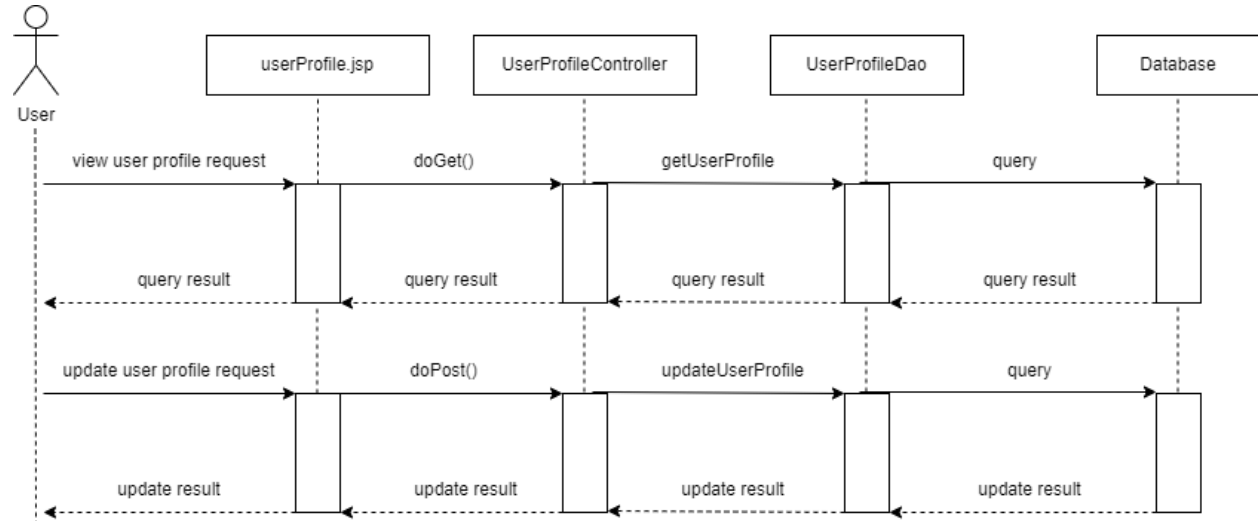 userProfile.jsp
UserProfileController
UserProfileDao
Database
User
view user profile request
doGet()
getUserProfile
query
query result
query result
query result
query result
update user profile request
doPost()
updateUserProfile
query
update result
update result
update result
update result